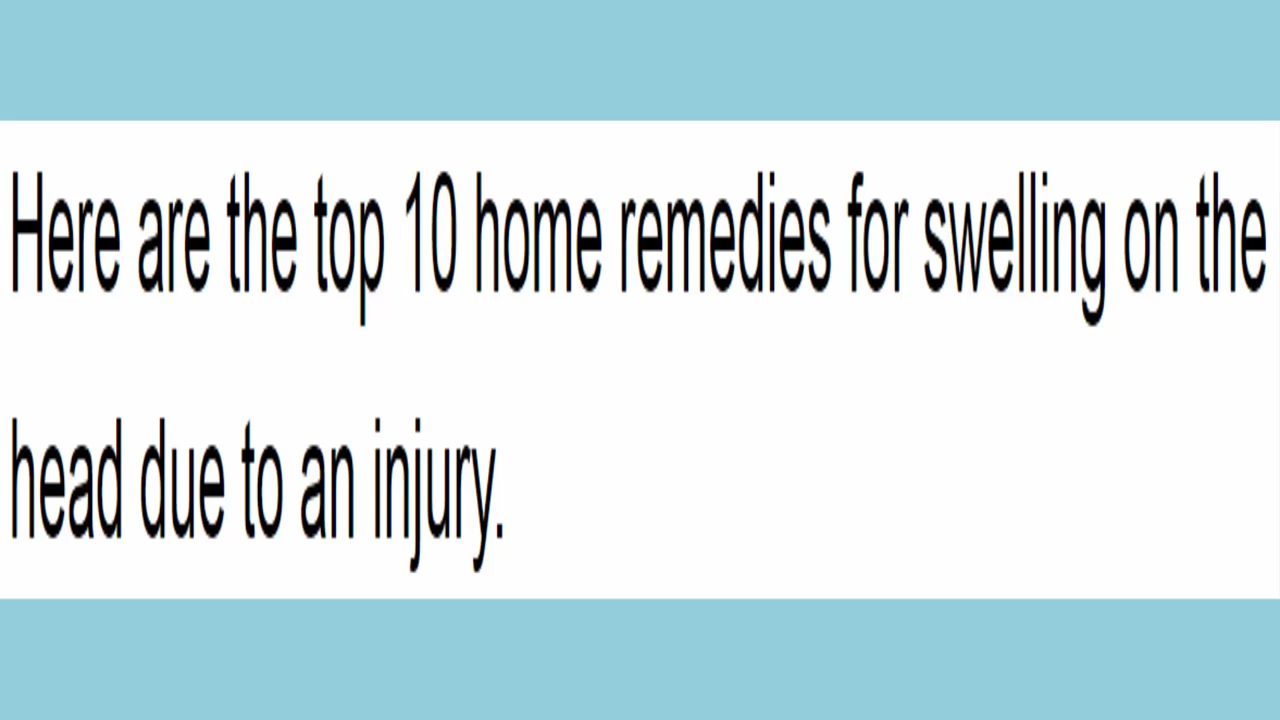 Here are the top 10 home remedies for swelling on the
head due to an injury.